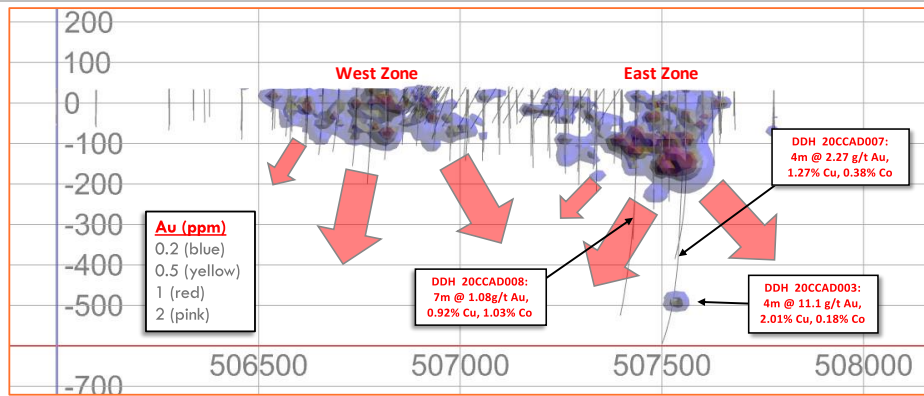 200
100
0
-100
-200
-300
-400
-500
-700
West Zone
East Zone
DDH 20CCAD007:
4m @ 2.27 g/t Au,
1.27% Cu, 0.38% Co
Au (ppm)
0.2 (blue)
0.5 (yellow)
1 (red)
2 (pink)
DDH 20CCAD008:
7m @ 1.08g/t Au,
0.92% Cu, 1.03% Co
DDH 20CCAD003:
4m @ 11.1 g/t Au,
2.01% Cu, 0.18% Co
506500
507000
507500
508000